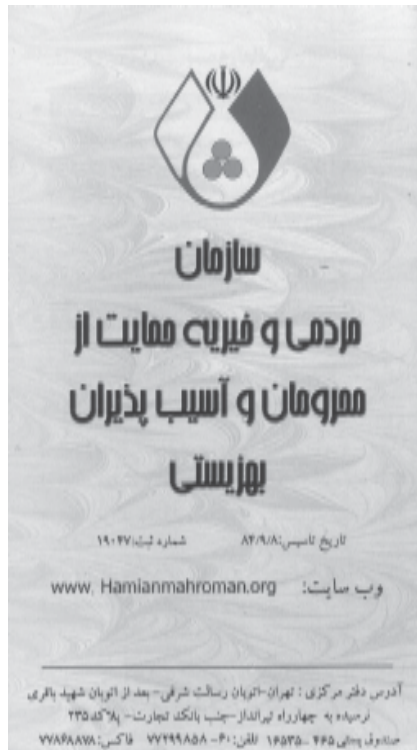 سازمان
مردمی و خیریه حمایت از
محرومان و آسیب پذیران
بهزیستی
تاریخ تاسیس:۸۴/۹/۸ شماره ثبت:۱۹۰۴۷
وب سایت: www. Hamianmahroman.org
آدرس دفتر مرکزی : تهران-اتوبان رسالت شرقی- بعد از اتوبان شهید باقری
نرسیده به چهارراه تیرانداز-جنب بانک تجارت- پلاک ۲۳۵
صندوق پستی ۴۶۵ -۱۶۵۳۵ تلفن: ۶۰- ۷۷۲۹۹۸۵۸ فاکس: ۷۷۸۶۸۸۷۸